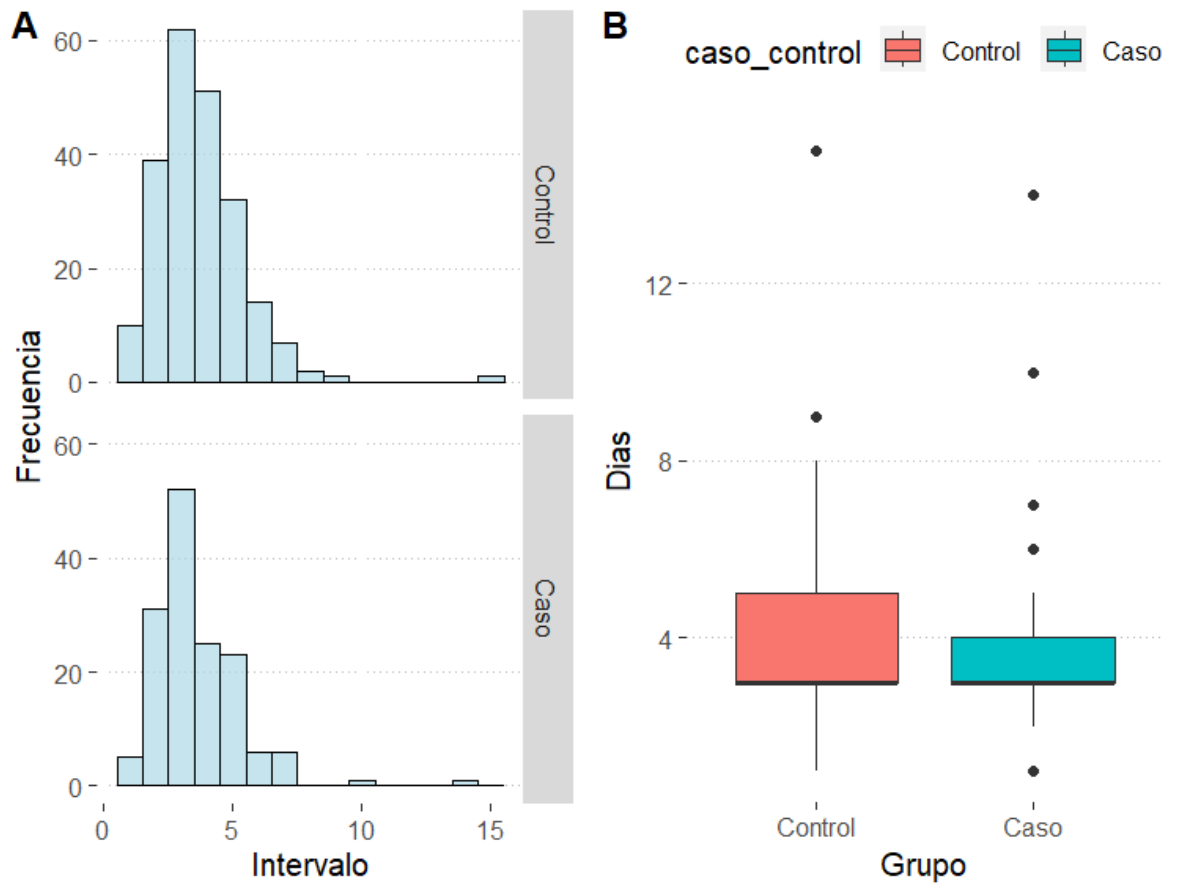 A
Frecuencia
60
40
20
0
Control
60
40
20
0
Caso
0 5 10 15
Intervalo
B
caso_control Control Caso
Dias
12
8
4
Control Caso
Grupo